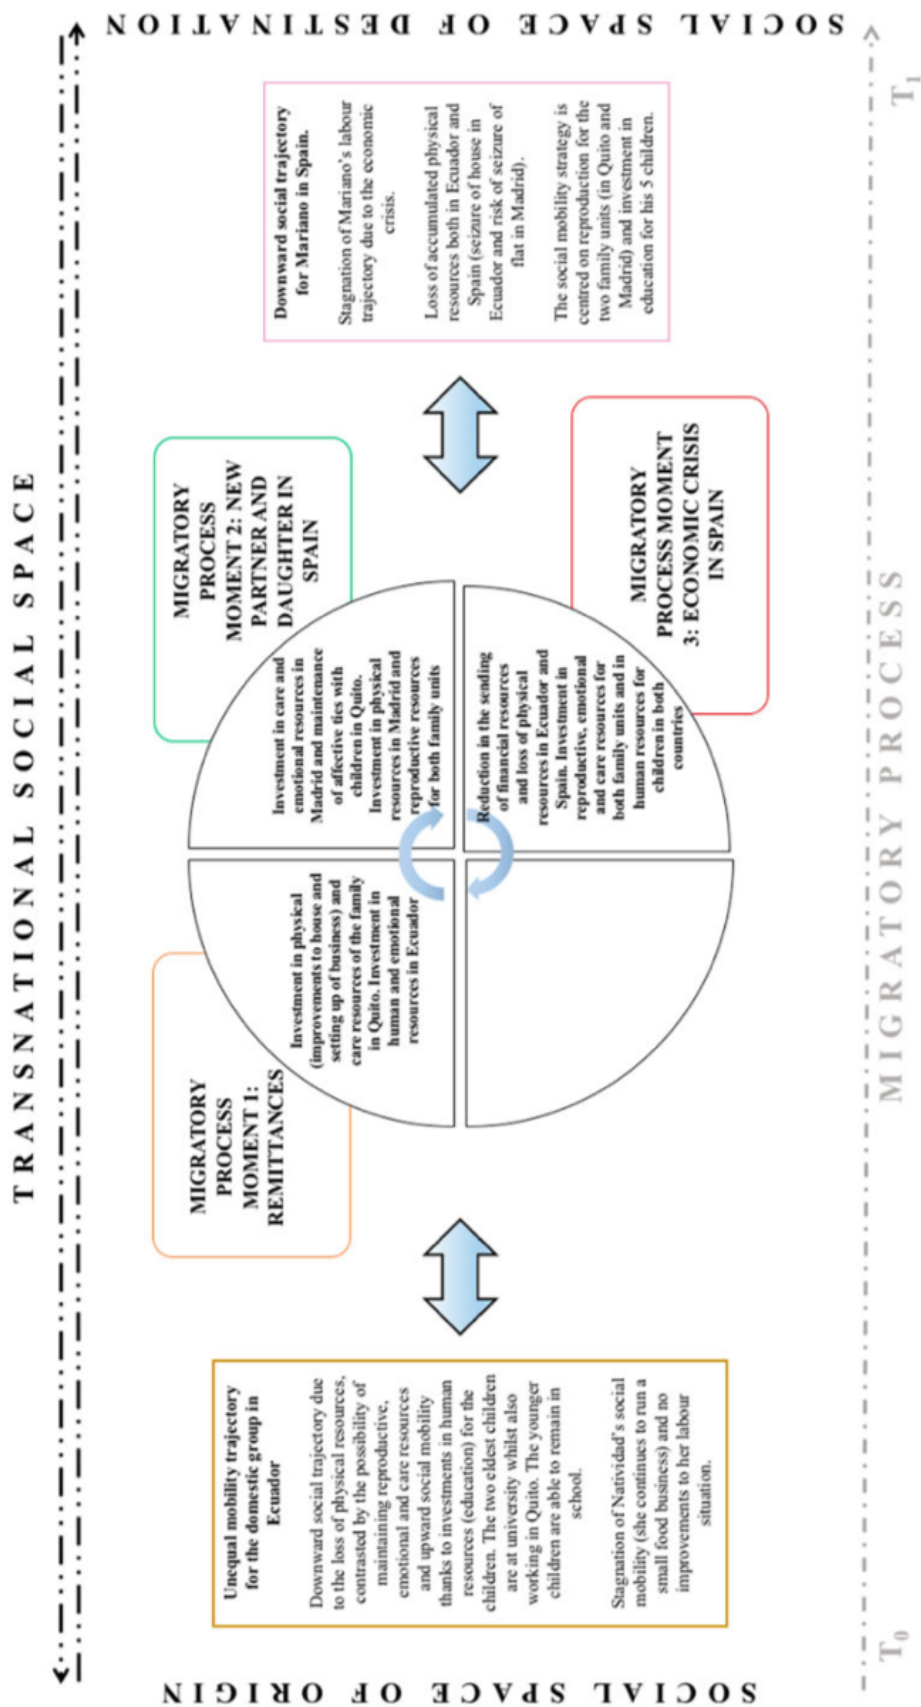 TRANSNATIONAL SOCIAL SPACE
SOCIAL SPACE OF ORIGIN
Unequal mobility trajectory
for the domestic group in
Ecuador
Downward social trajectory due
to the loss of physical resources,
contrasted by the possibility of
maintaining reproductive,
emotional and care resources
and upward social mobility
thanks to investments in human
resources (education) for the
children. The two eldest children
are at university whilst also
working in Quito. The younger
children are able to remain in
school.
Stagnation of Natividad's social
mobility (she continues to run a
small food business) and no
improvements to her labour
situation.
MIGRATORY
PROCESS
MOMENT 1:
REMITTANCES
Investment in physical
(improvements to house and
setting up of business) and
care resources of the family
in Quito. Investment in
human and emotional
resources in Ecuador
MIGRATORY
PROCESS
MOMENT 2: NEW
PARTNER AND
DAUGHTER IN
SPAIN
Investment in care and
emotional resources in
Madrid and maintenance
of affective ties with
children in Quito.
Investment in physical
resources in Madrid and
reproductive resources
for both family units
Reduction in the sending
of financial resources
and loss of physical
resources in Ecuador and
Spain. Investment in
reproductive, emotional
and care resources for
both family units and in
human resources for
children in both
countries
MIGRATORY
PROCESS MOMENT
3: ECONOMIC CRISIS
IN SPAIN
Downward social trajectory
for Mariano in Spain.
Stagnation of Mariano's labour
trajectory due to the economic
crisis.
Loss of accumulated physical
resources both in Ecuador and
Spain (seizure of house in
Ecuador and risk of seizure of
flat in Madrid).
The social mobility strategy is
centred on reproduction for the
two family units (in Quito and
Madrid) and investment in
education for his 5 children.
SOCIAL SPACE OF DESTINATION
T0
MIGRATORY PROCESS
T1